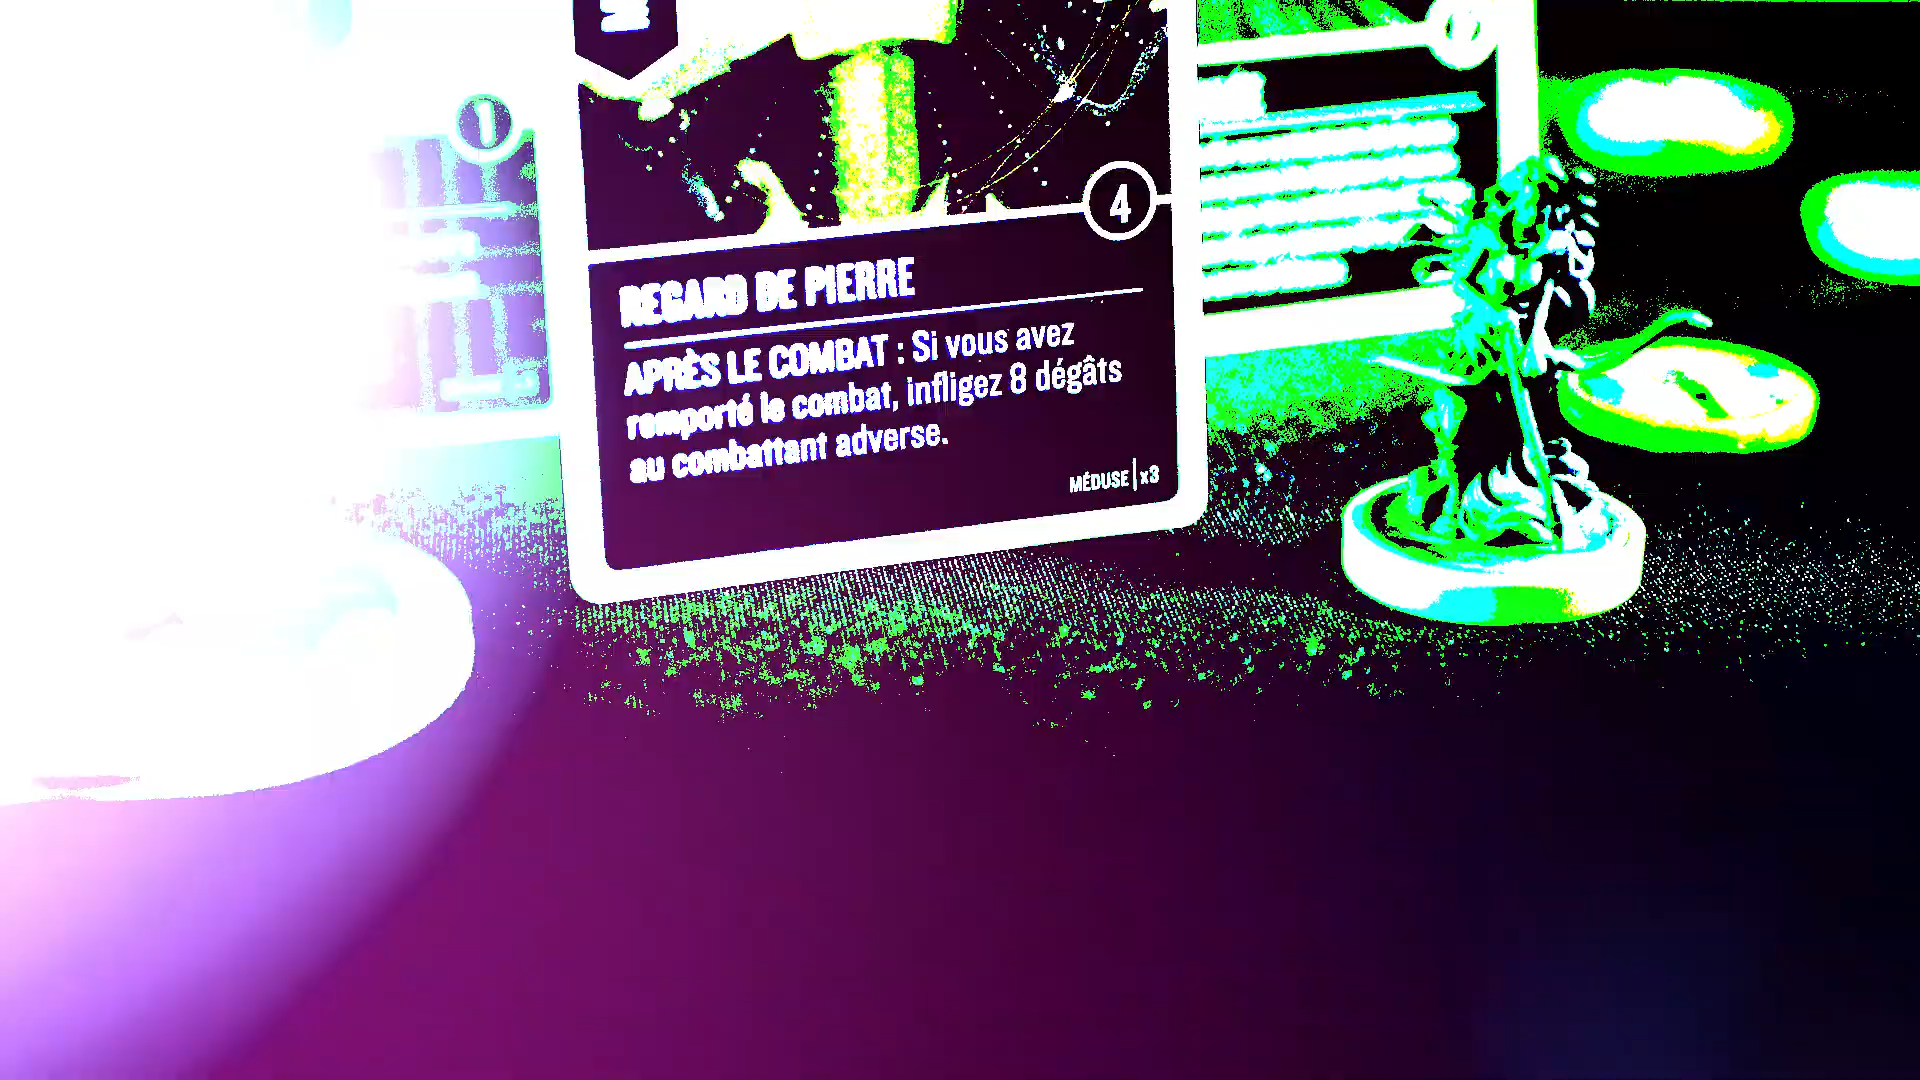 1
4
REGARD DE PIERRE
APRÈS LE COMBAT : Si vous avez
remporté le combat, infligez 8 dégâts
au combattant adverse.
MÉDUSE | x3